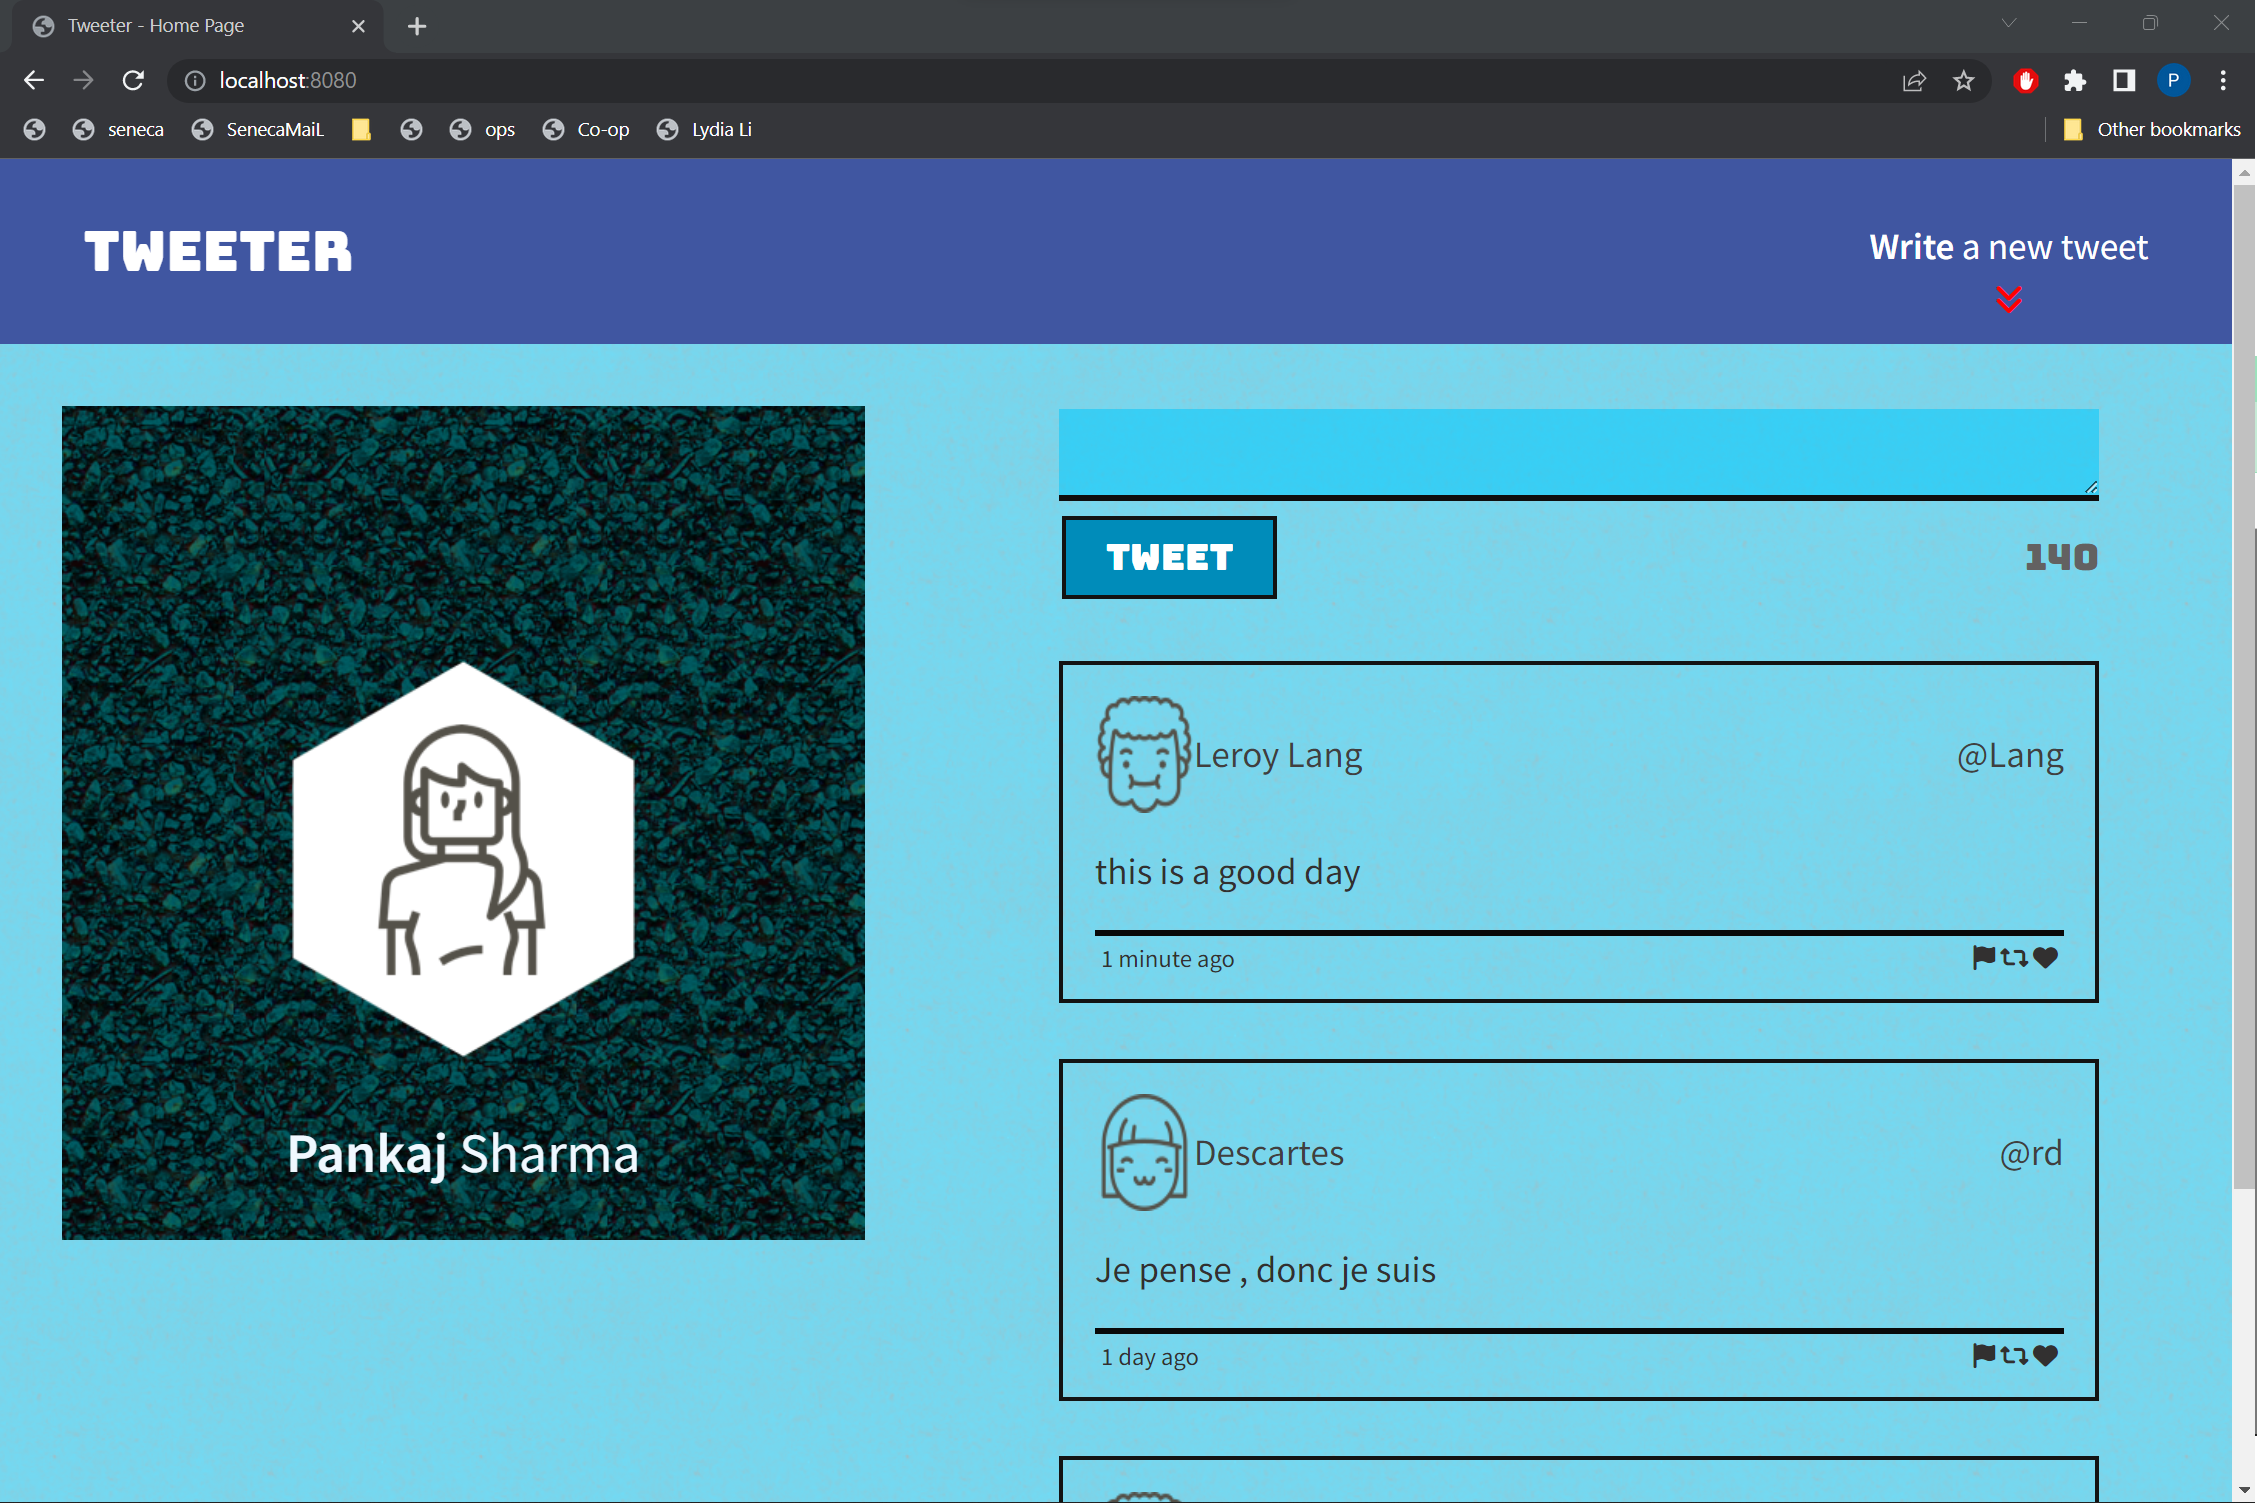 Tweeter - Home Page
localhost:8080
P
seneca
SenecaMaiL
ops
Co-op
Lydia Li
Other bookmarks
TWEETER
Write a new tweet
TWEET
140
Leroy Lang
@Lang
this is a good day
1 minute ago
Pankaj Sharma
Descartes
@rd
Je pense , donc je suis
1 day ago